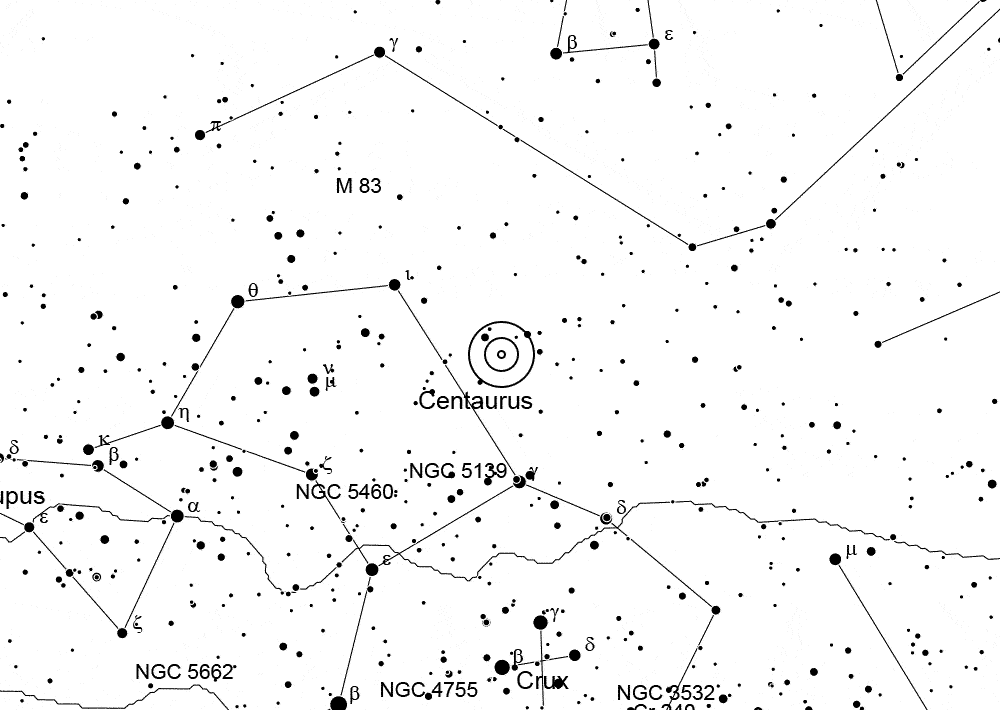 γ
β
ε
π
M 83
ι
θ
ν
μ
Centaurus
η
κ
ζ
δ
β
NGC 5139
γ
NGC 5460
upus
α
ε
δ
ε
μ
γ
ζ
δ
β
NGC 5662
Crux
NGC 4755
β
NGC 3532